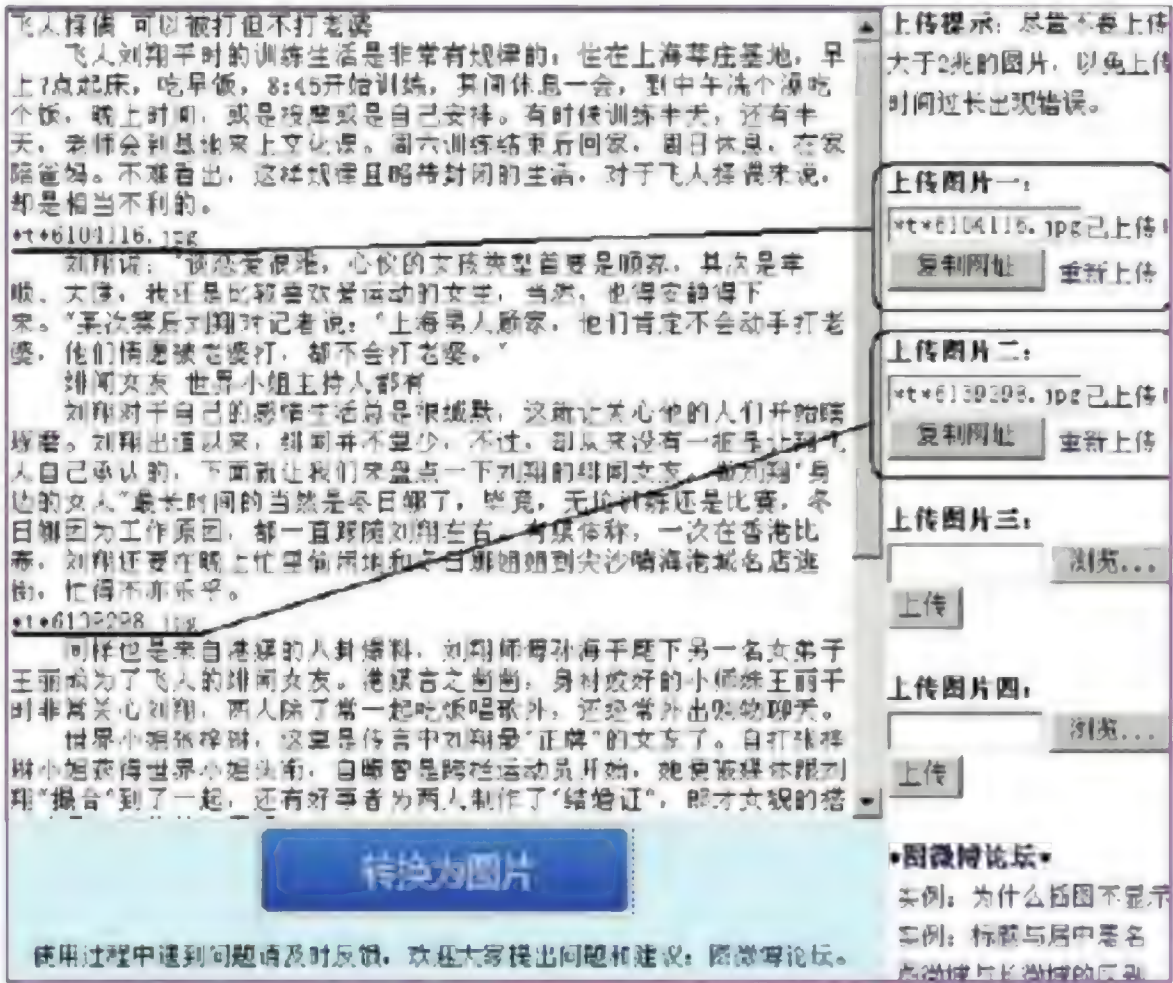 飞人择偶 可以被打但不打老婆
飞人刘翔平时的训练生活是非常有规律的：住在上海莘庄基地，早
上7点起床，吃早饭，8:45开始训练，其间休息一会，到中午洗个澡吃
个饭，晚上时间，或是按摩或是自己安排。有时候训练半天，还有半
天，老师会到基地来上文化课。周六训练结束后回家，周日休息，在家
陪爸妈。不难看出，这样规律且略带封闭的生活，对于飞人择偶来说，
却是相当不利的。
*t*6104116.jpg
刘翔说：“谈恋爱很难，心仪的女孩类型首要是顺眼，其次是孝
顺、大度，我还是比较喜欢爱运动的女生，当然，也得安静得下
来。”某次赛后刘翔对记者说：“上海男人顾家，他们肯定不会动手打老
婆，他们情愿被老婆打，都不会打老婆。”
绯闻女友 世界小姐主持人都有
刘翔对于自己的感情生活总是很缄默，这就让关心他的人们开始瞎
琢磨。刘翔出道以来，绯闻并不算少，不过，却从来没有一桩是让翔飞
人自己承认的，下面就让我们来盘点一下刘翔的绯闻女友。做刘翔“身
边的女人”最长时间的当然是冬日娜了，毕竟，无论训练还是比赛，冬
日娜因为工作原因，都一直跟随刘翔左右。有媒体称，一次在香港比
赛，刘翔还要在晚上忙里偷闲地和冬日娜姐姐到尖沙嘴海港城名店逛
街，忙得不亦乐乎。
*t*6139298.jpg
同样也是来自港媒的八卦爆料，刘翔师傅孙海平麾下另一名女弟子
王丽成为了飞人的绯闻女友。港媒言之凿凿，身材姣好的小师妹王丽平
时非常关心刘翔，两人除了常一起吃饭唱歌外，还经常外出购物聊天。
世界小姐张梓琳，这算是传言中刘翔最“正牌”的女友了。自打张梓
琳小姐获得世界小姐头衔，自曝曾是跨栏运动员开始，她便被媒体跟刘
翔“撮合”到了一起，还有好事者为两人制作了“结婚证”，郎才女貌的搭
转换为图片
使用过程中遇到问题请及时反馈，欢迎大家提出问题和建议：图微博论坛。
上传提示：尽量不要上传
大于2兆的图片，以免上传
时间过长出现错误。
上传图片一：
*t*6104116.jpg已上传
复制网址 重新上传
上传图片二：
*t*6139298.jpg已上传
复制网址 重新上传
上传图片三：
浏览...
上传
上传图片四：
浏览...
上传
•图微博论坛•
实例：为什么插图不显示
实例：标题与居中署名
图微博与长微博的区别